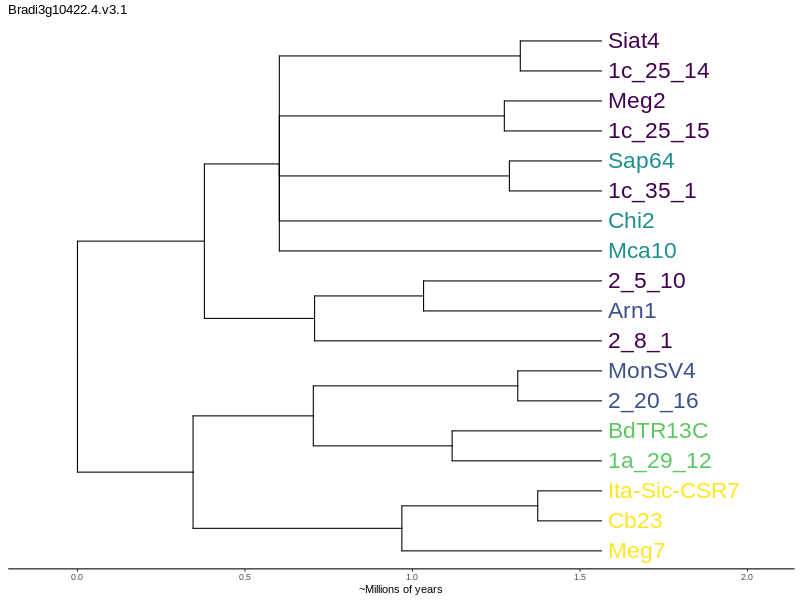 Bradi3g10422.4.v3.1
Siat4
1c_25_14
Meg2
1c_25_15
Sap64
1c_35_1
Chi2
Mca10
2_5_10
Arn1
2_8_1
MonSV4
2_20_16
BdTR13C
1a_29_12
Ita-Sic-CSR7
Cb23
Meg7
0.0 0.5 1.0 1.5 2.0
~Millions of years